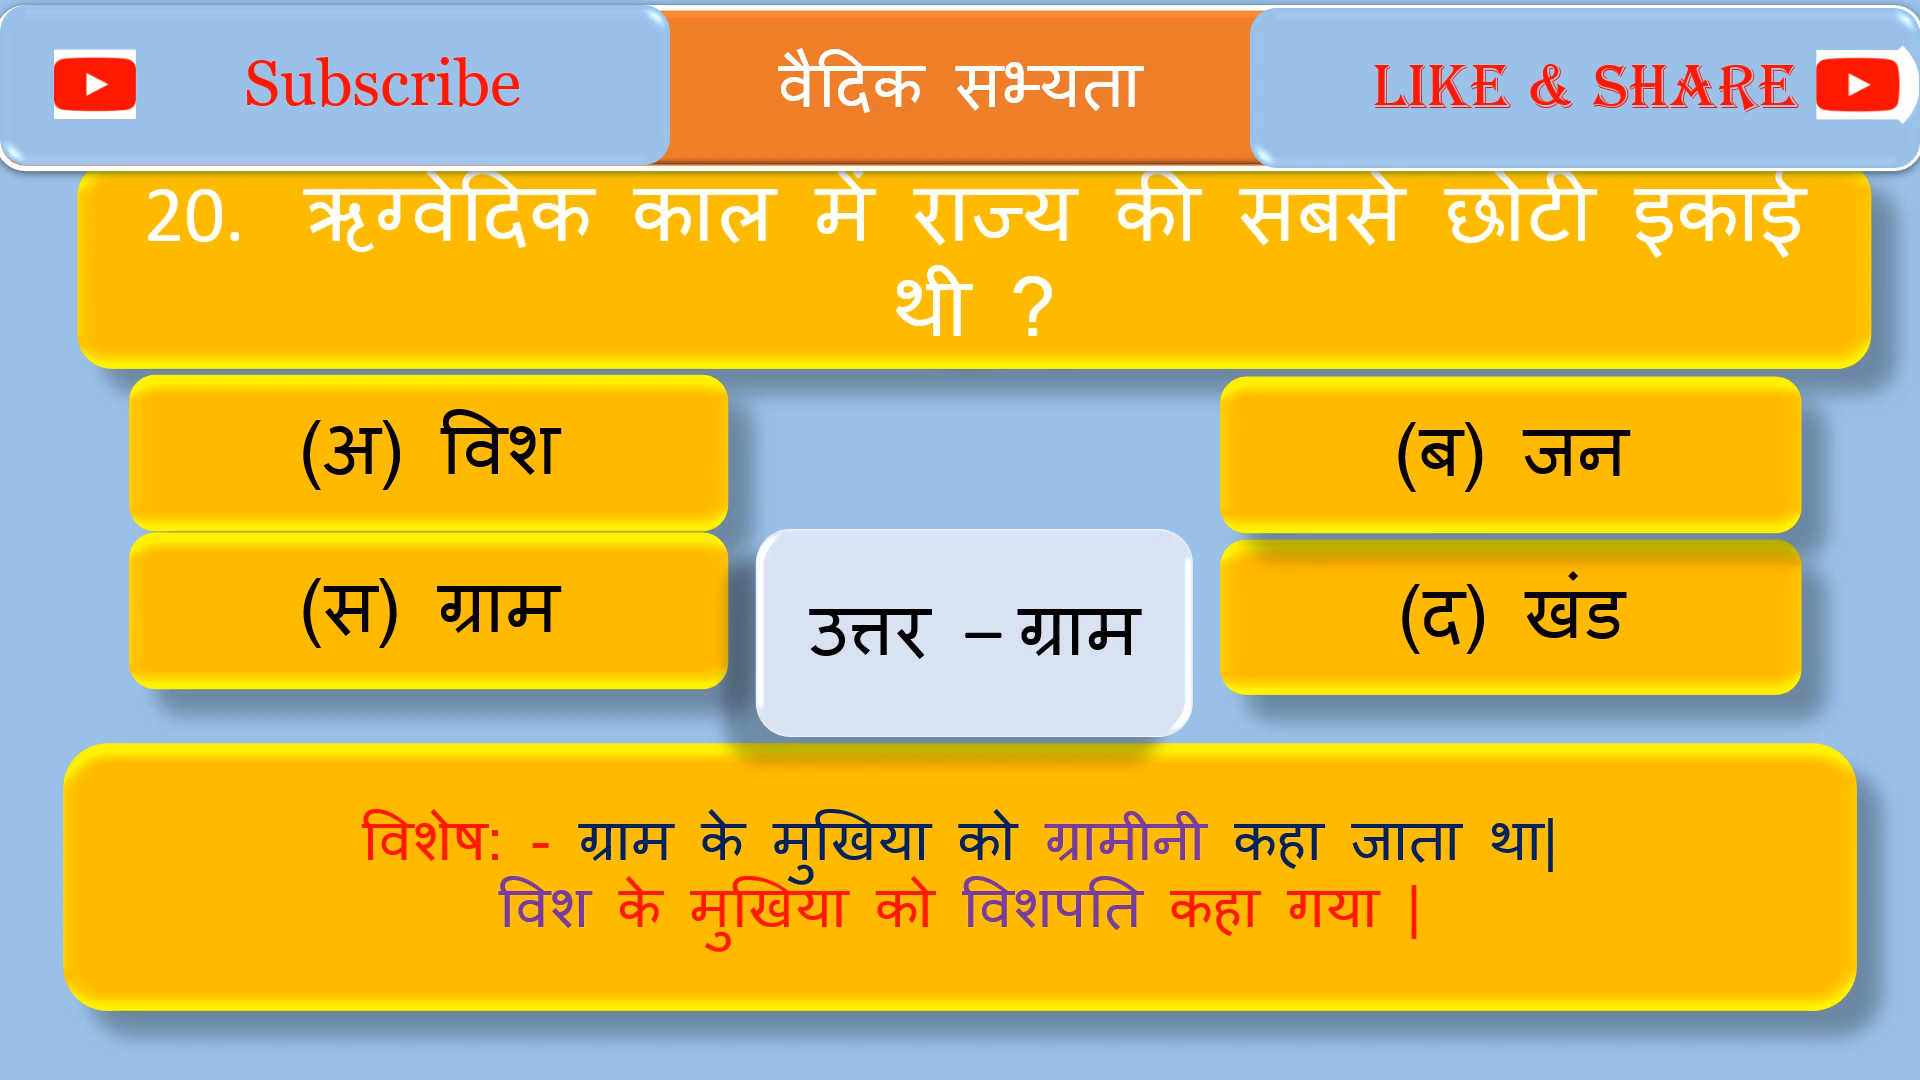 Subscribe
वैदिक सभ्यता
LIKE & SHARE
20. ऋग्वेदिक काल में राज्य की सबसे छोटी इकाई
थी ?
(अ) विश
(ब) जन
(स) ग्राम
(द) खंड
उत्तर – ग्राम
विशेष: - ग्राम के मुखिया को ग्रामीनी कहा जाता था|
विश के मुखिया को विशपति कहा गया |